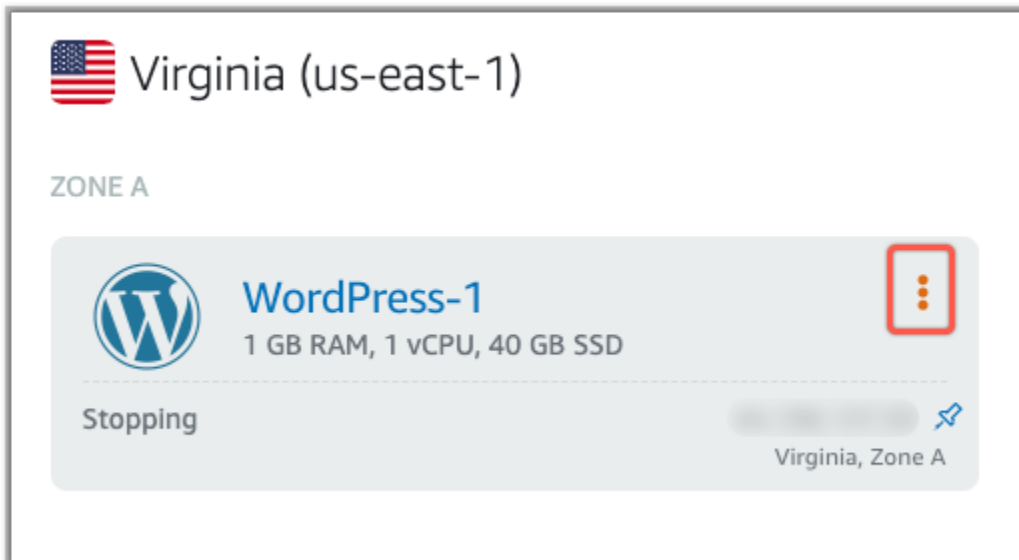 Virginia (us-east-1)
ZONE A
WordPress-1
1 GB RAM, 1 vCPU, 40 GB SSD
Stopping
Virginia, Zone A